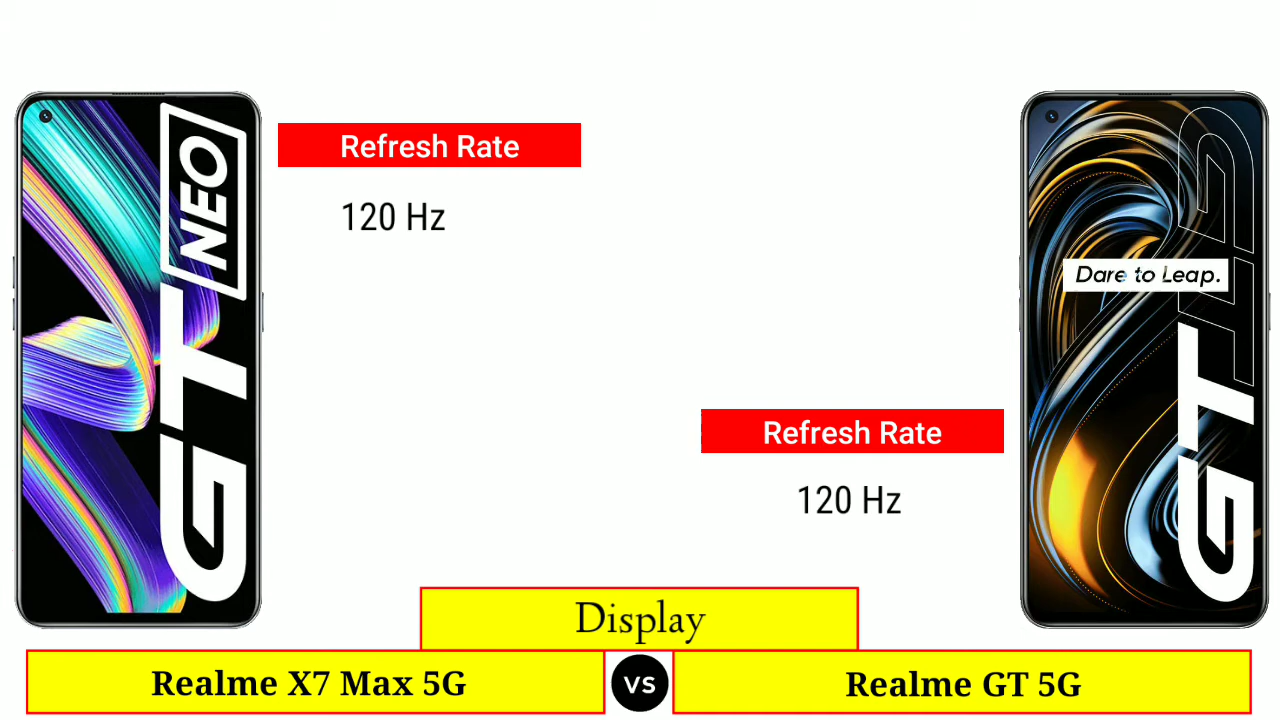 GT NEO
Refresh Rate
120 Hz
Dare to Leap.
GT
Refresh Rate
120 Hz
Display
Realme X7 Max 5G
VS
Realme GT 5G